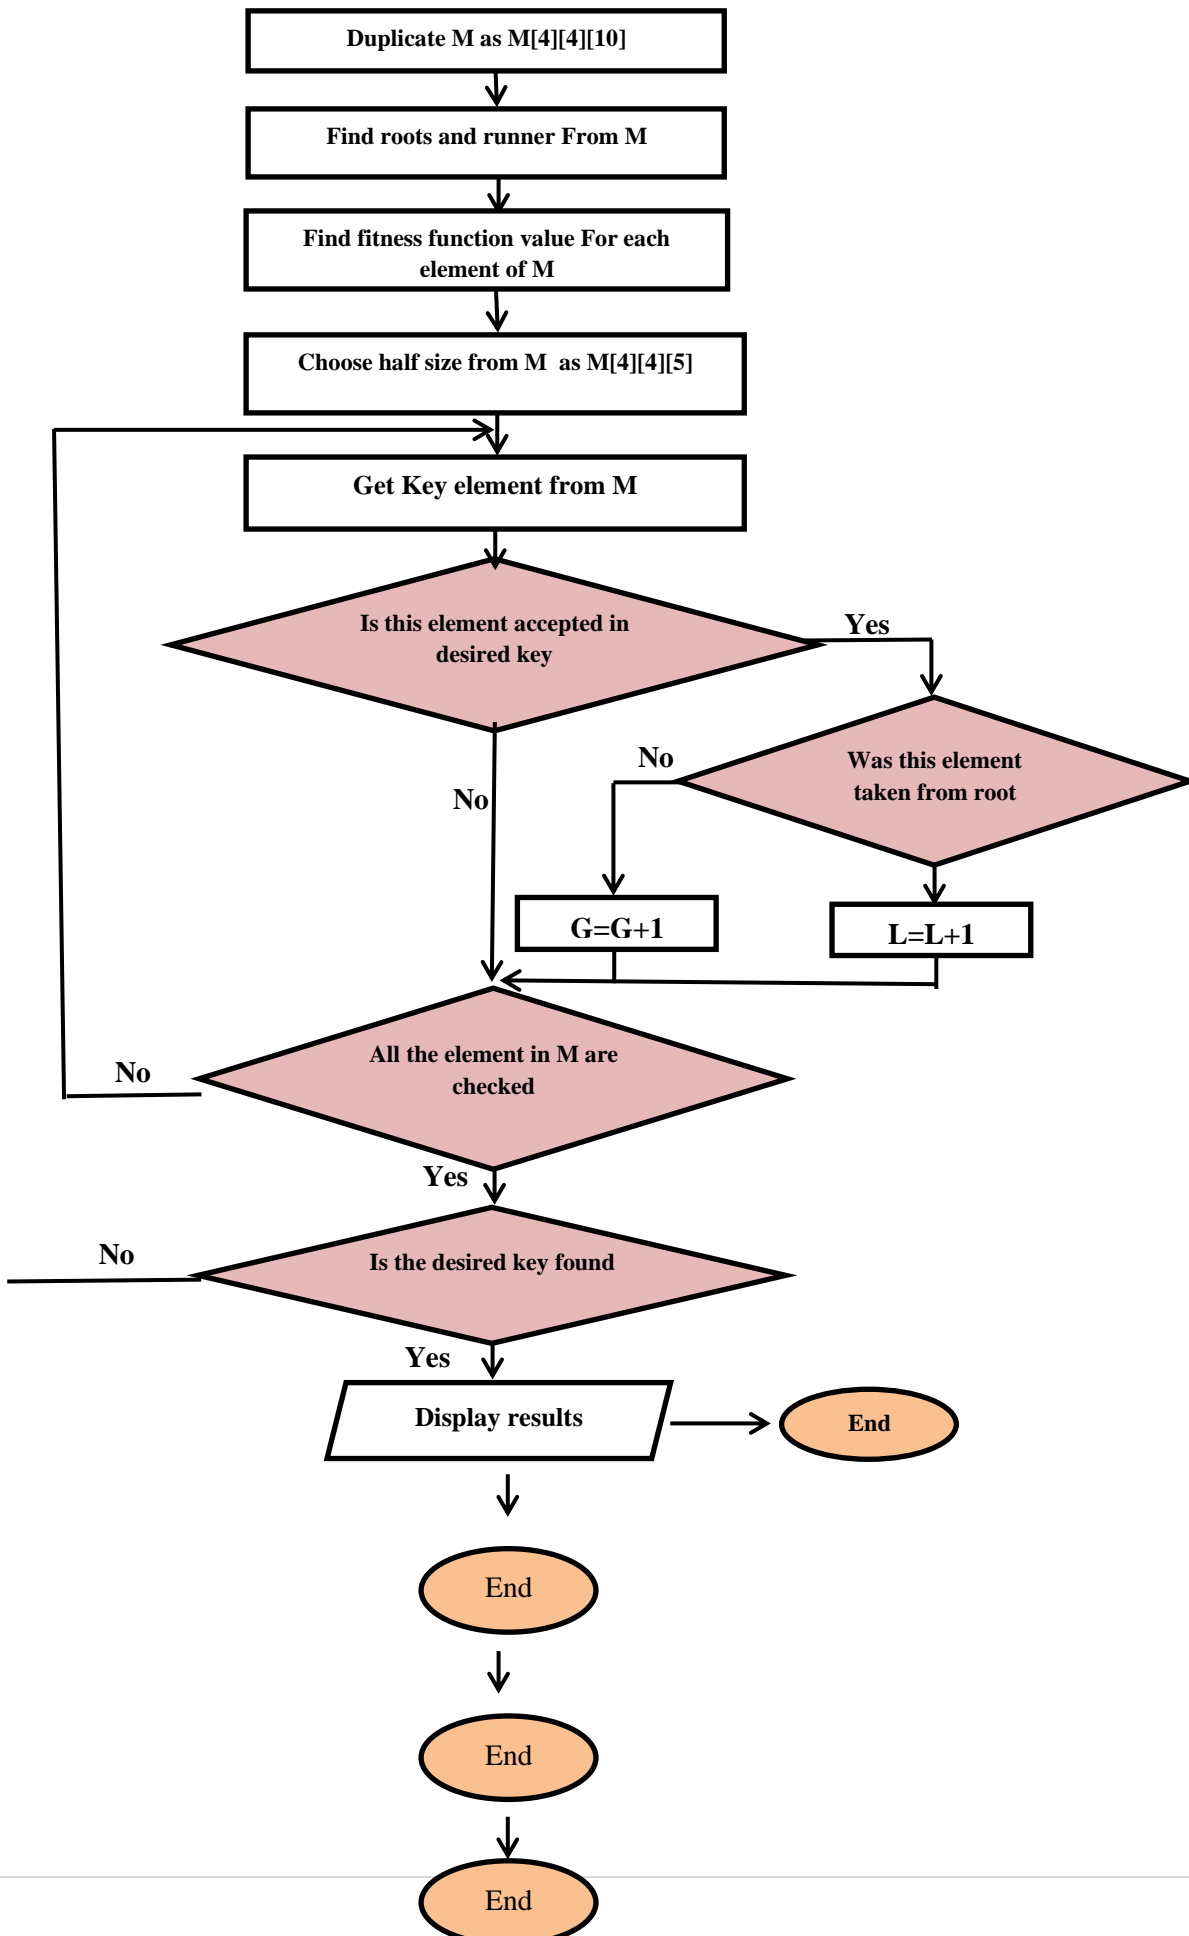 Duplicate M as M[4][4][10]
Find roots and runner From M
Find fitness function value For each
element of M
Choose half size from M as M[4][4][5]
Get Key element from M
Is this element accepted in
desired key
Yes
Was this element
taken from root
No
No
G=G+1
L=L+1
All the element in M are
checked
No
Yes
Is the desired key found
No
Yes
Display results
End
End
End
End